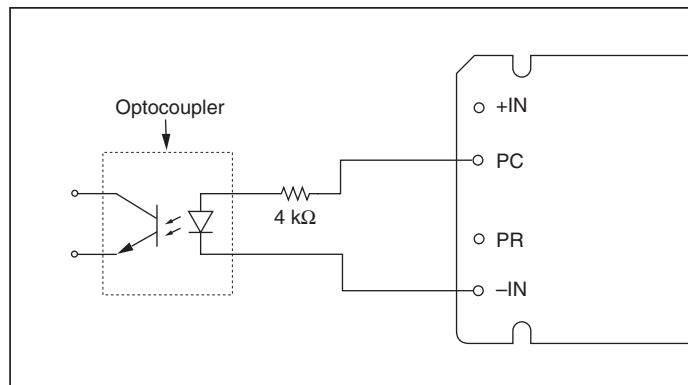 Optocoupler
4 kΩ
+IN
PC
PR
–IN